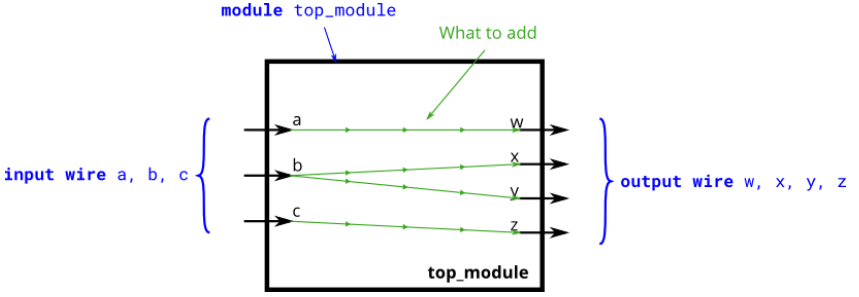 module top_module
What to add
a
w
x
b
input wire a, b, c
output wire w, x, y, z
y
c
z
top_module